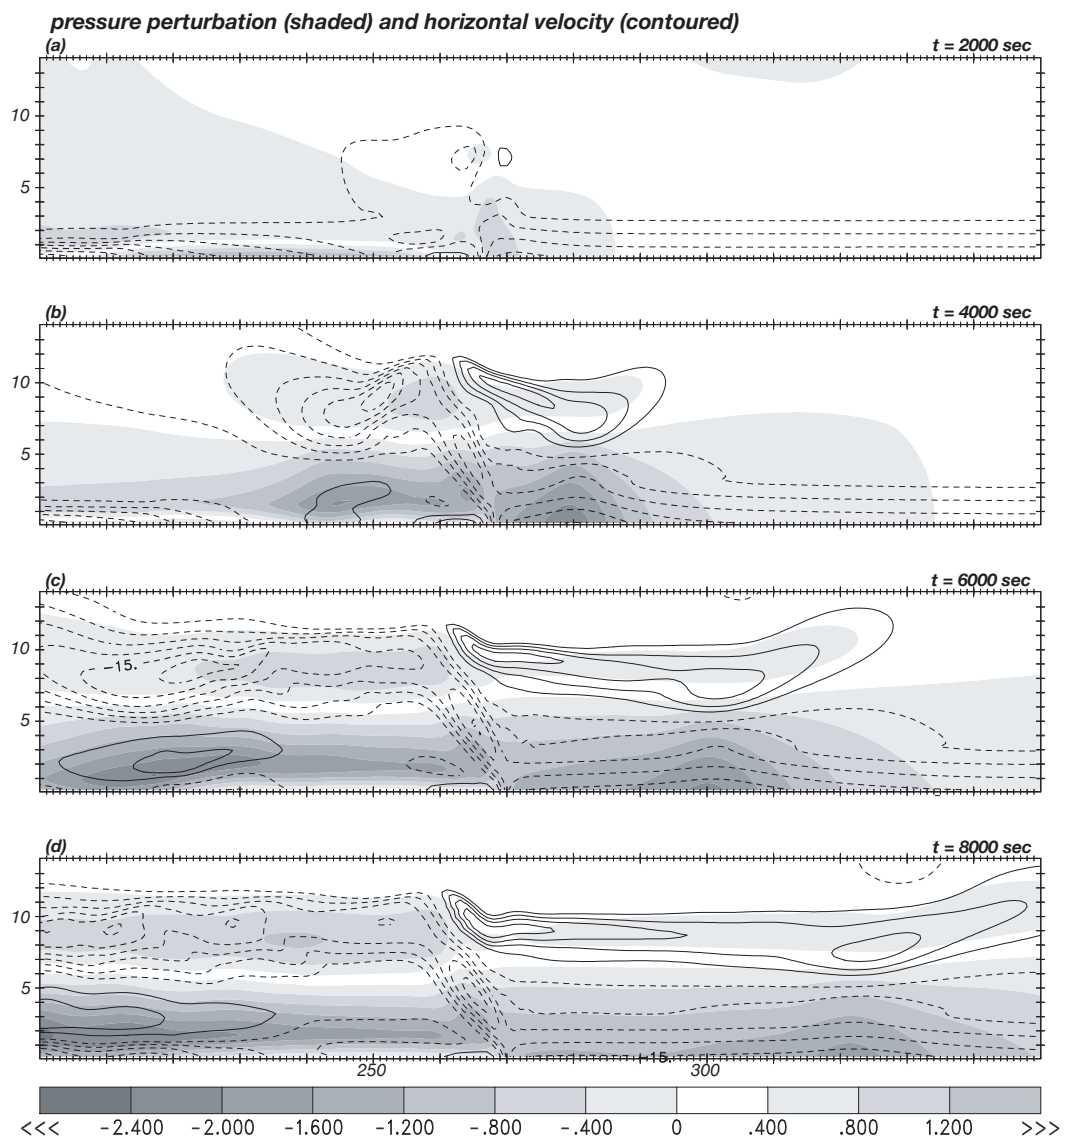 pressure perturbation (shaded) and horizontal velocity (contoured)
(a) t = 2000 sec
10
5
(b) t = 4000 sec
10
5
(c) t = 6000 sec
10
-15.
5
(d) t = 8000 sec
10
5
-15.
250 300
<<< -2.400 -2.000 -1.600 -1.200 -.800 -.400 0 .400 .800 1.200 >>>